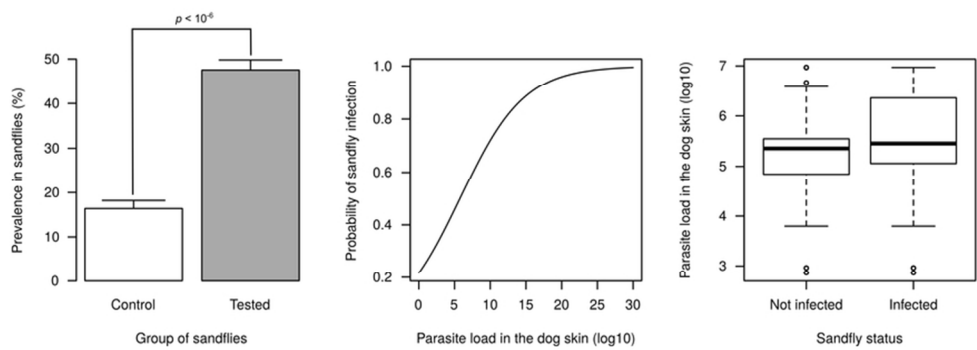 p < 10⁻⁶
Prevalence in sandflies (%)
50
40
30
20
10
0
Control Tested
Group of sandflies
Probability of sandfly infection
1.0
0.8
0.6
0.4
0.2
0 5 10 15 20 25 30
Parasite load in the dog skin (log10)
Parasite load in the dog skin (log10)
7
6
5
4
3
Not infected Infected
Sandfly status